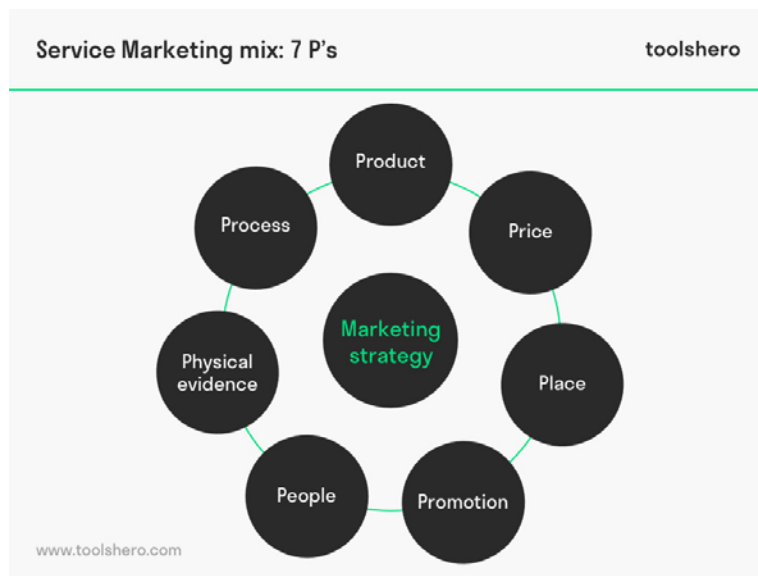 Service Marketing mix: 7 P's
toolshero
Product
Process
Price
Marketing
strategy
Physical
evidence
Place
People
Promotion
www.toolshero.com